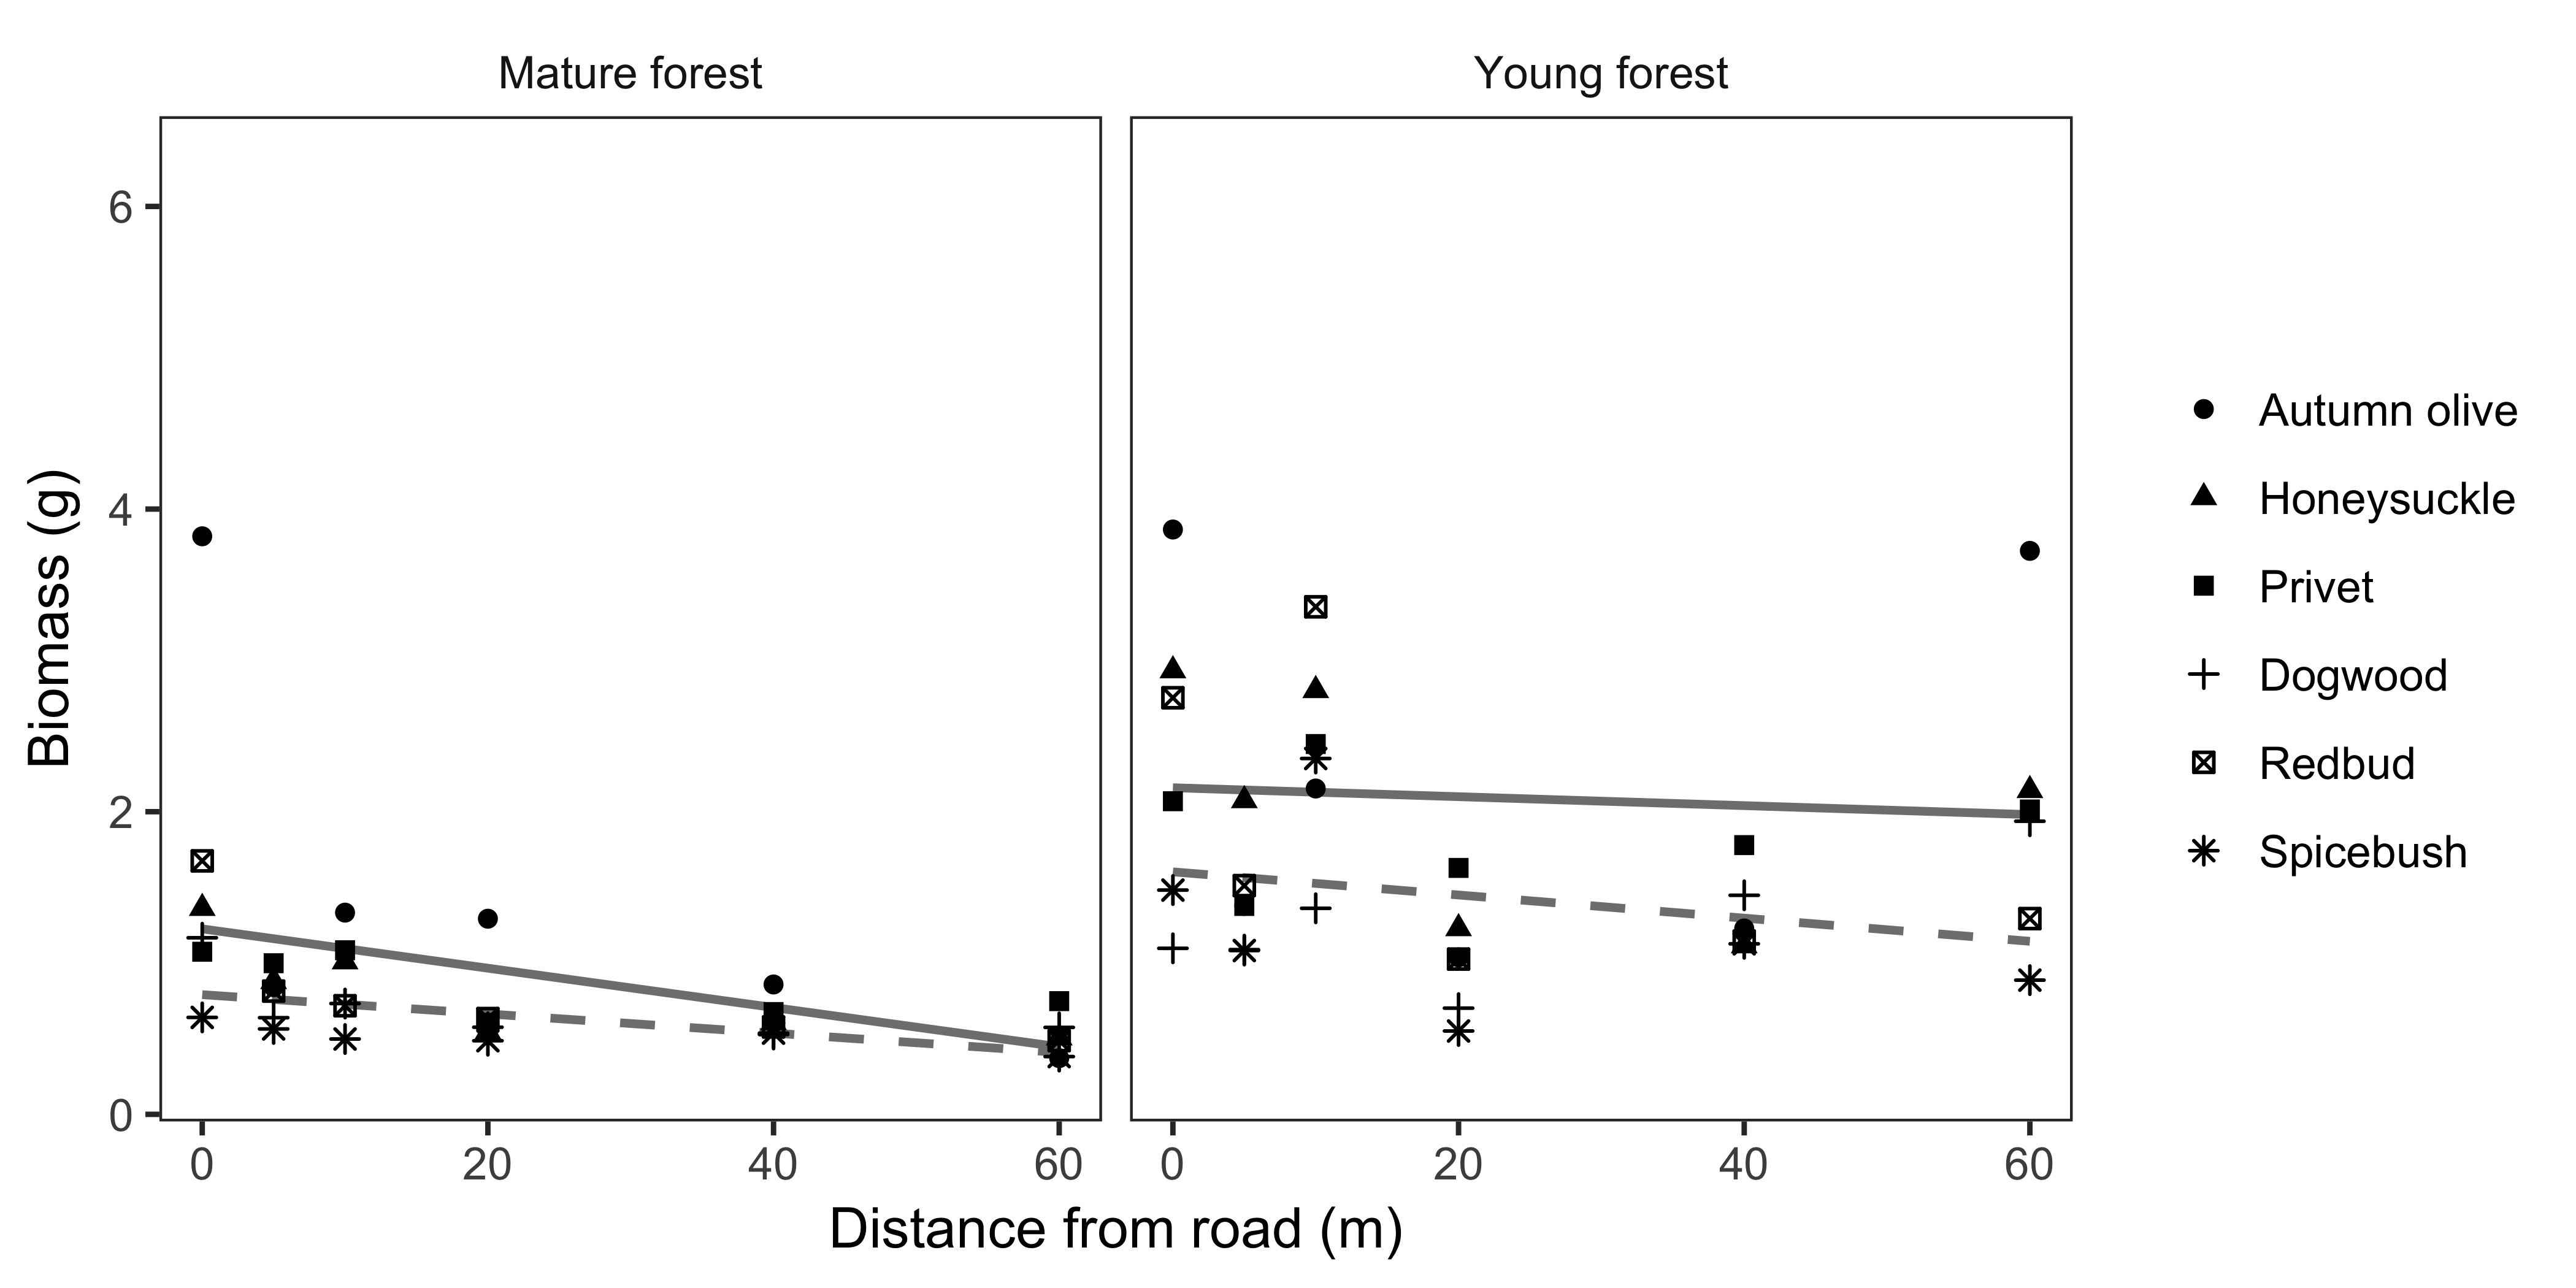 Mature forest
Young forest
Biomass (g)
6
4
2
0
0 20 40 60
0 20 40 60
Distance from road (m)
Autumn olive
Honeysuckle
Privet
Dogwood
Redbud
Spicebush